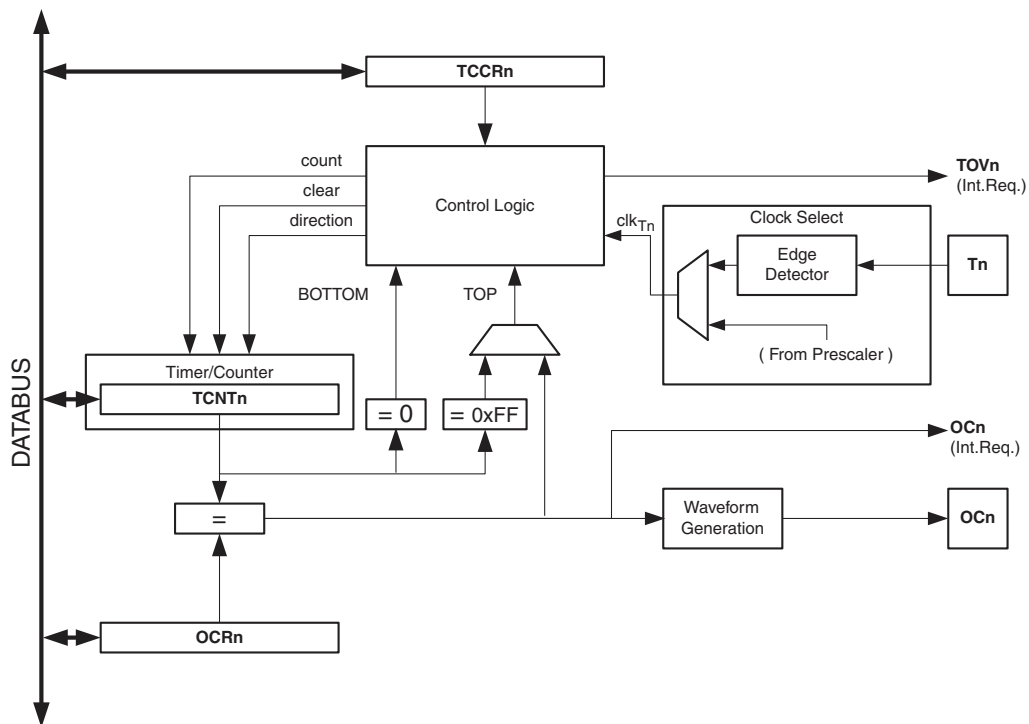 TCCRn
count
clear
direction
Control Logic
TOVn
(Int.Req.)
clk_Tn
Clock Select
Edge
Detector
Tn
( From Prescaler )
BOTTOM
TOP
DATABUS
Timer/Counter
TCNTn
= 0
= 0xFF
OCn
(Int.Req.)
=
Waveform
Generation
OCn
OCRn